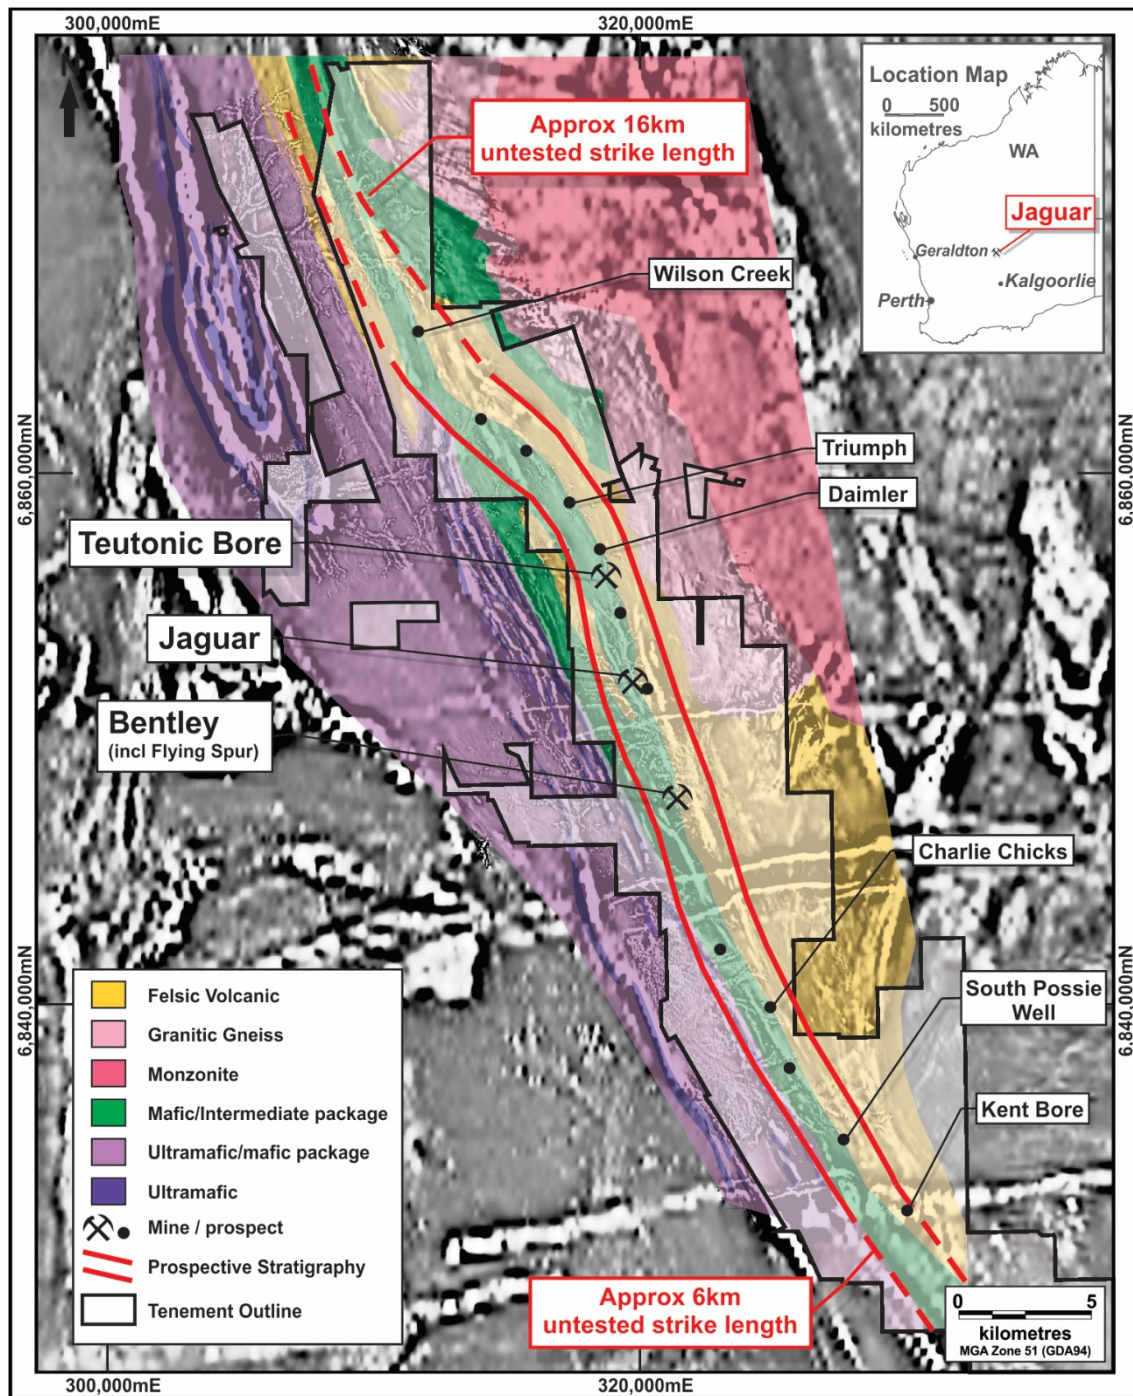 300,000mE
320,000mE
N
Location Map
0 500
kilometres
WA
Jaguar
Geraldton
Kalgoorlie
Perth
Approx 16km
untested strike length
Wilson Creek
6,860,000mN
6,860,000mN
Triumph
Daimler
Teutonic Bore
Jaguar
Bentley
(incl Flying Spur)
Charlie Chicks
South Possie
Well
Kent Bore
6,840,000mN
6,840,000mN
Felsic Volcanic
Granitic Gneiss
Monzonite
Mafic/Intermediate package
Ultramafic/mafic package
Ultramafic
Mine / prospect
Prospective Stratigraphy
Tenement Outline
Approx 6km
untested strike length
0 5
kilometres
MGA Zone 51 (GDA94)
300,000mE
320,000mE